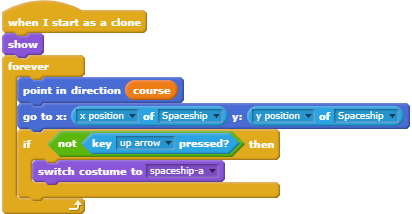 when I start as a clone
show
forever
point in direction course
go to x: x position of Spaceship y: y position of Spaceship
if not key up arrow pressed? then
switch costume to spaceship-a